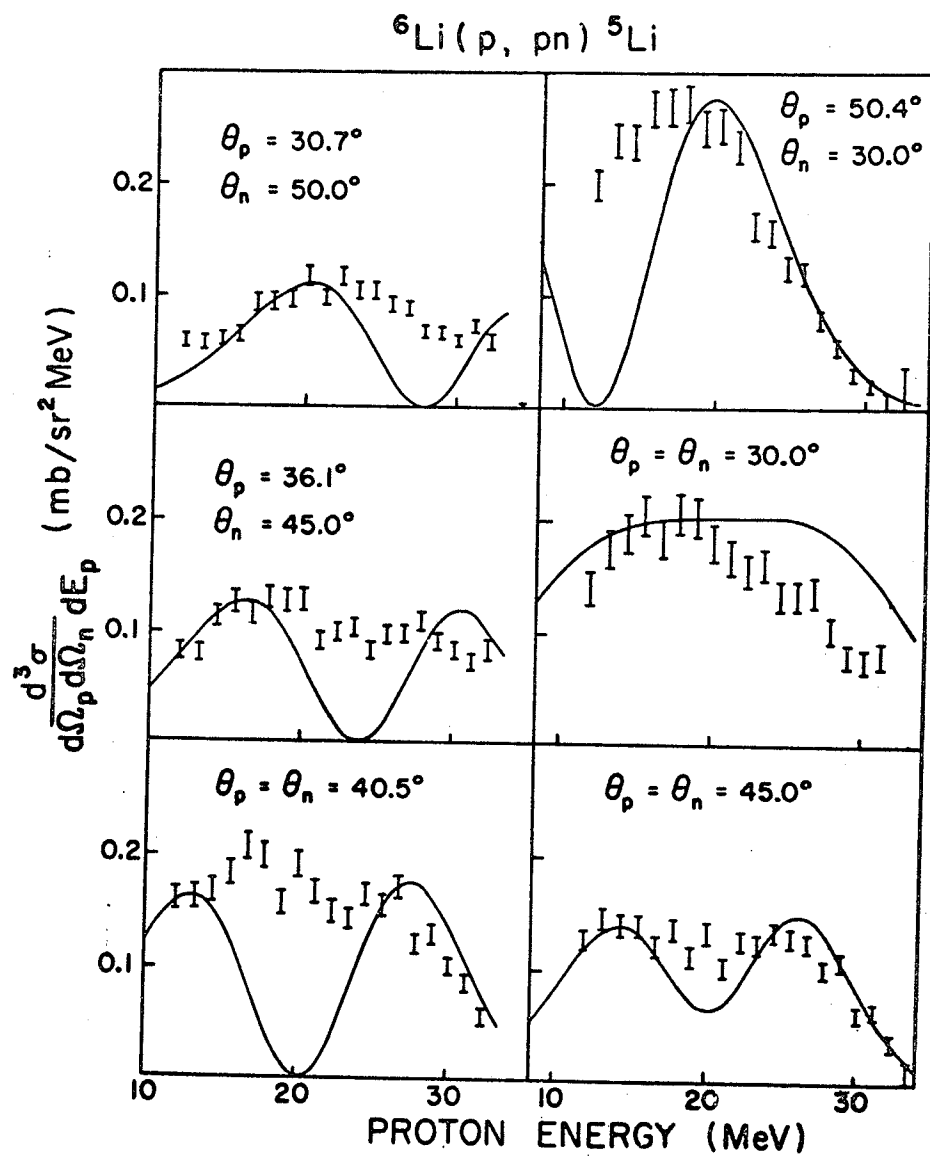 ⁶Li(p, pn) ⁵Li
θₚ = 30.7°
θₙ = 50.0°
θₚ = 50.4°
θₙ = 30.0°
0.2
0.1
θₚ = 36.1°
θₙ = 45.0°
θₚ = θₙ = 30.0°
0.2
0.1
θₚ = θₙ = 40.5°
θₚ = θₙ = 45.0°
0.2
0.1
10 20 30 10 20 30
PROTON ENERGY (MeV)
d³σ
dΩₚdΩₙdEₚ (mb/sr² MeV)